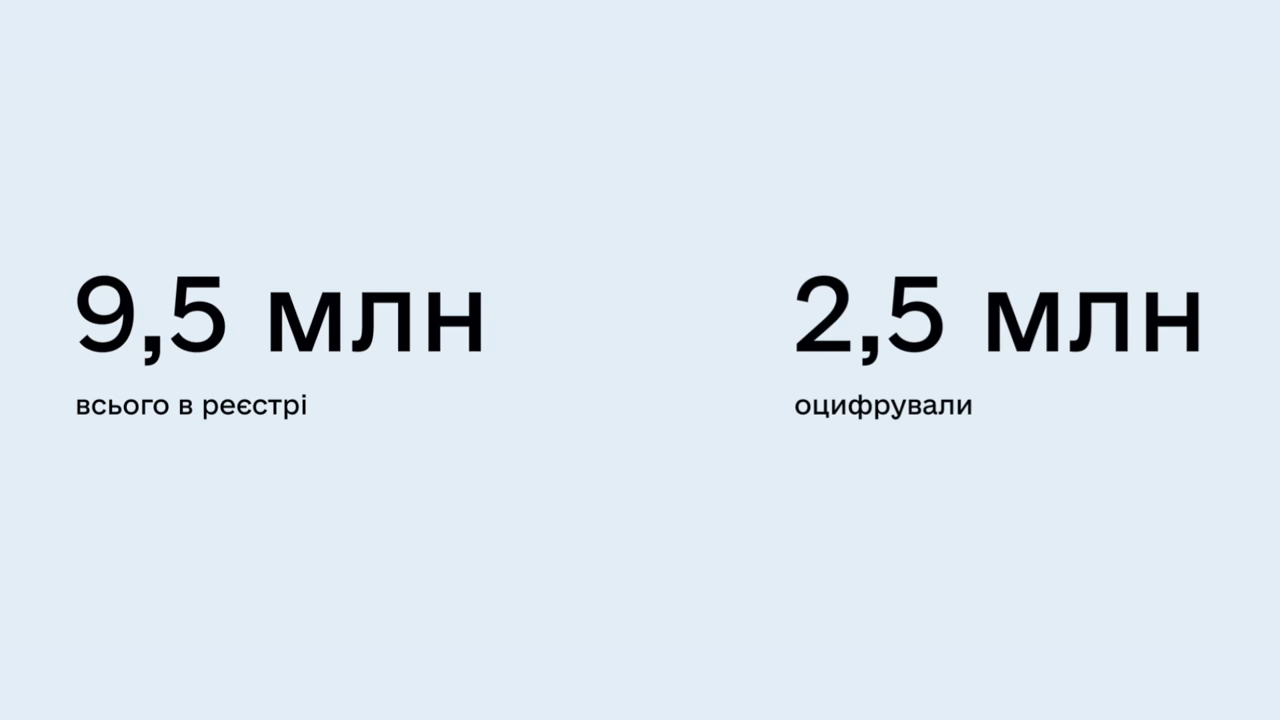 9,5 млн
всього в реєстрі
2,5 млн
оцифрували